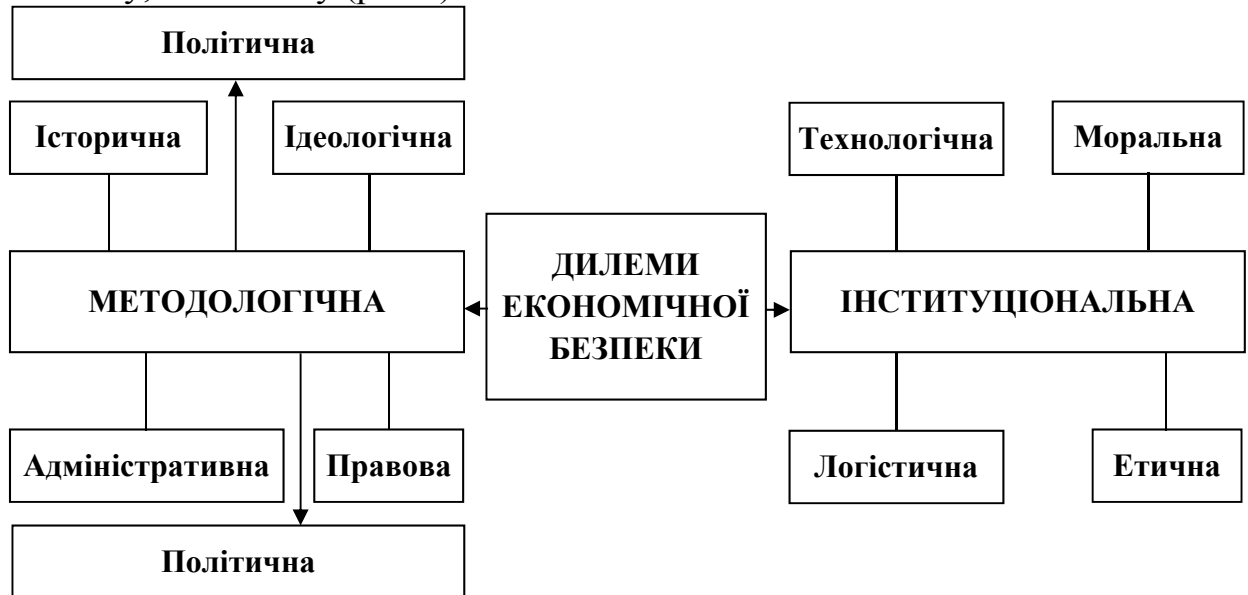 Політична
Історична
Ідеологічна
Технологічна
Моральна
МЕТОДОЛОГІЧНА
ДИЛЕМИ
ЕКОНОМІЧНОЇ
БЕЗПЕКИ
ІНСТИТУЦІОНАЛЬНА
Адміністративна
Правова
Логістична
Етична
Політична